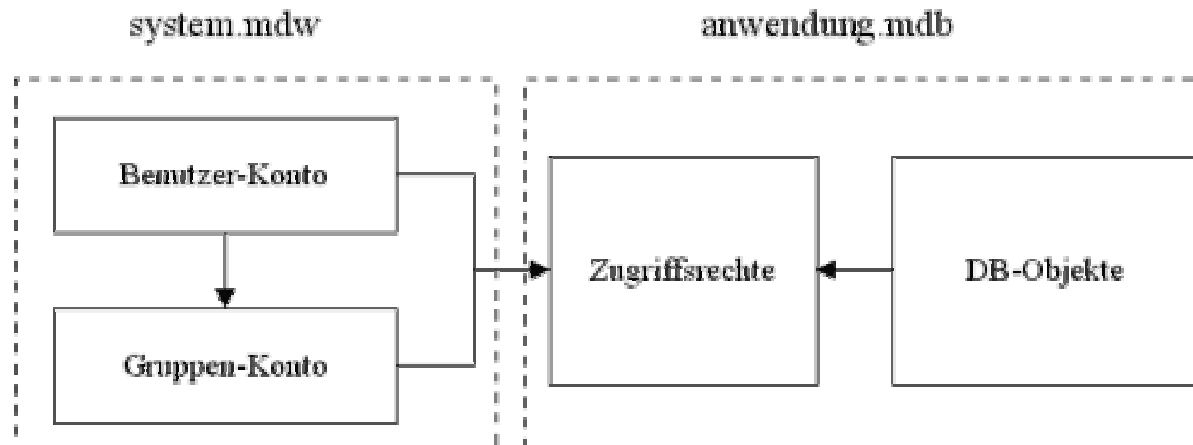 system.mdw
anwendung.mdb
Benutzer-Konto
Gruppen-Konto
Zugriffsrechte
DB-Objekte